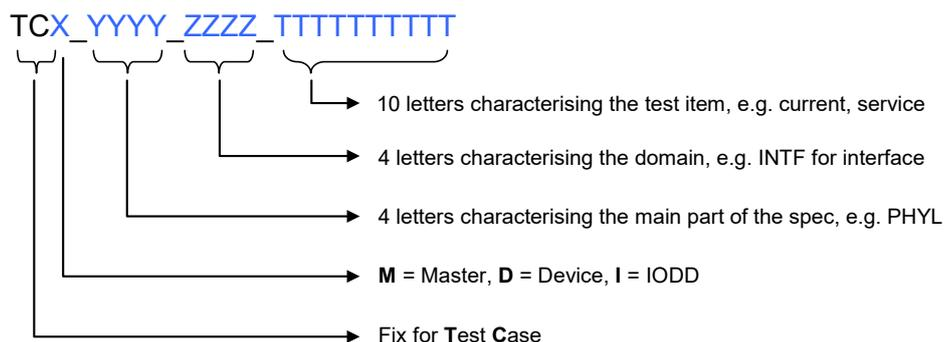 TCX_YYYY_ZZZZ_TTTTTTTTTT
10 letters characterising the test item, e.g. current, service
4 letters characterising the domain, e.g. INTF for interface
4 letters characterising the main part of the spec, e.g. PHYL
M = Master, D = Device, I = IODD
Fix for Test Case